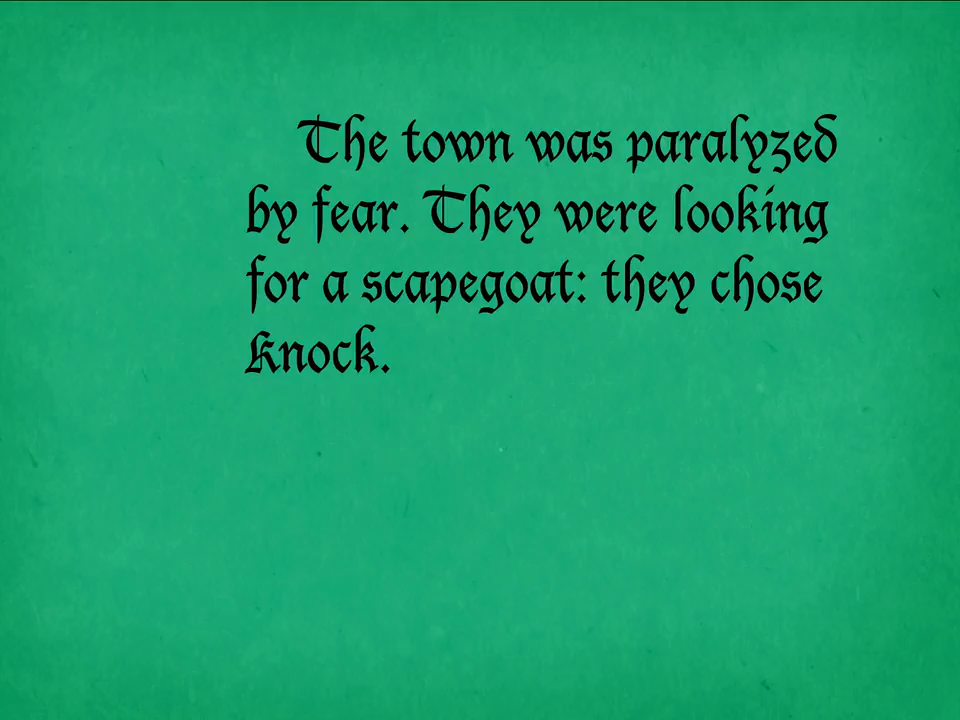 The town was paralyzed
by fear. They were looking
for a scapegoat: they chose
Knock.